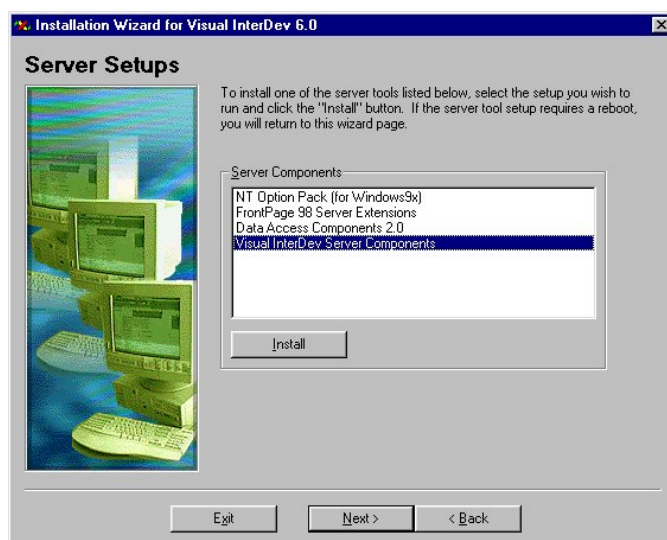 Installation Wizard for Visual InterDev 6.0
Server Setups
To install one of the server tools listed below, select the setup you wish to
run and click the "Install" button. If the server tool setup requires a reboot,
you will return to this wizard page.
Server Components
NT Option Pack (for Windows9x)
FrontPage 98 Server Extensions
Data Access Components 2.0
Visual InterDev Server Components
Install
Exit
Next >
< Back